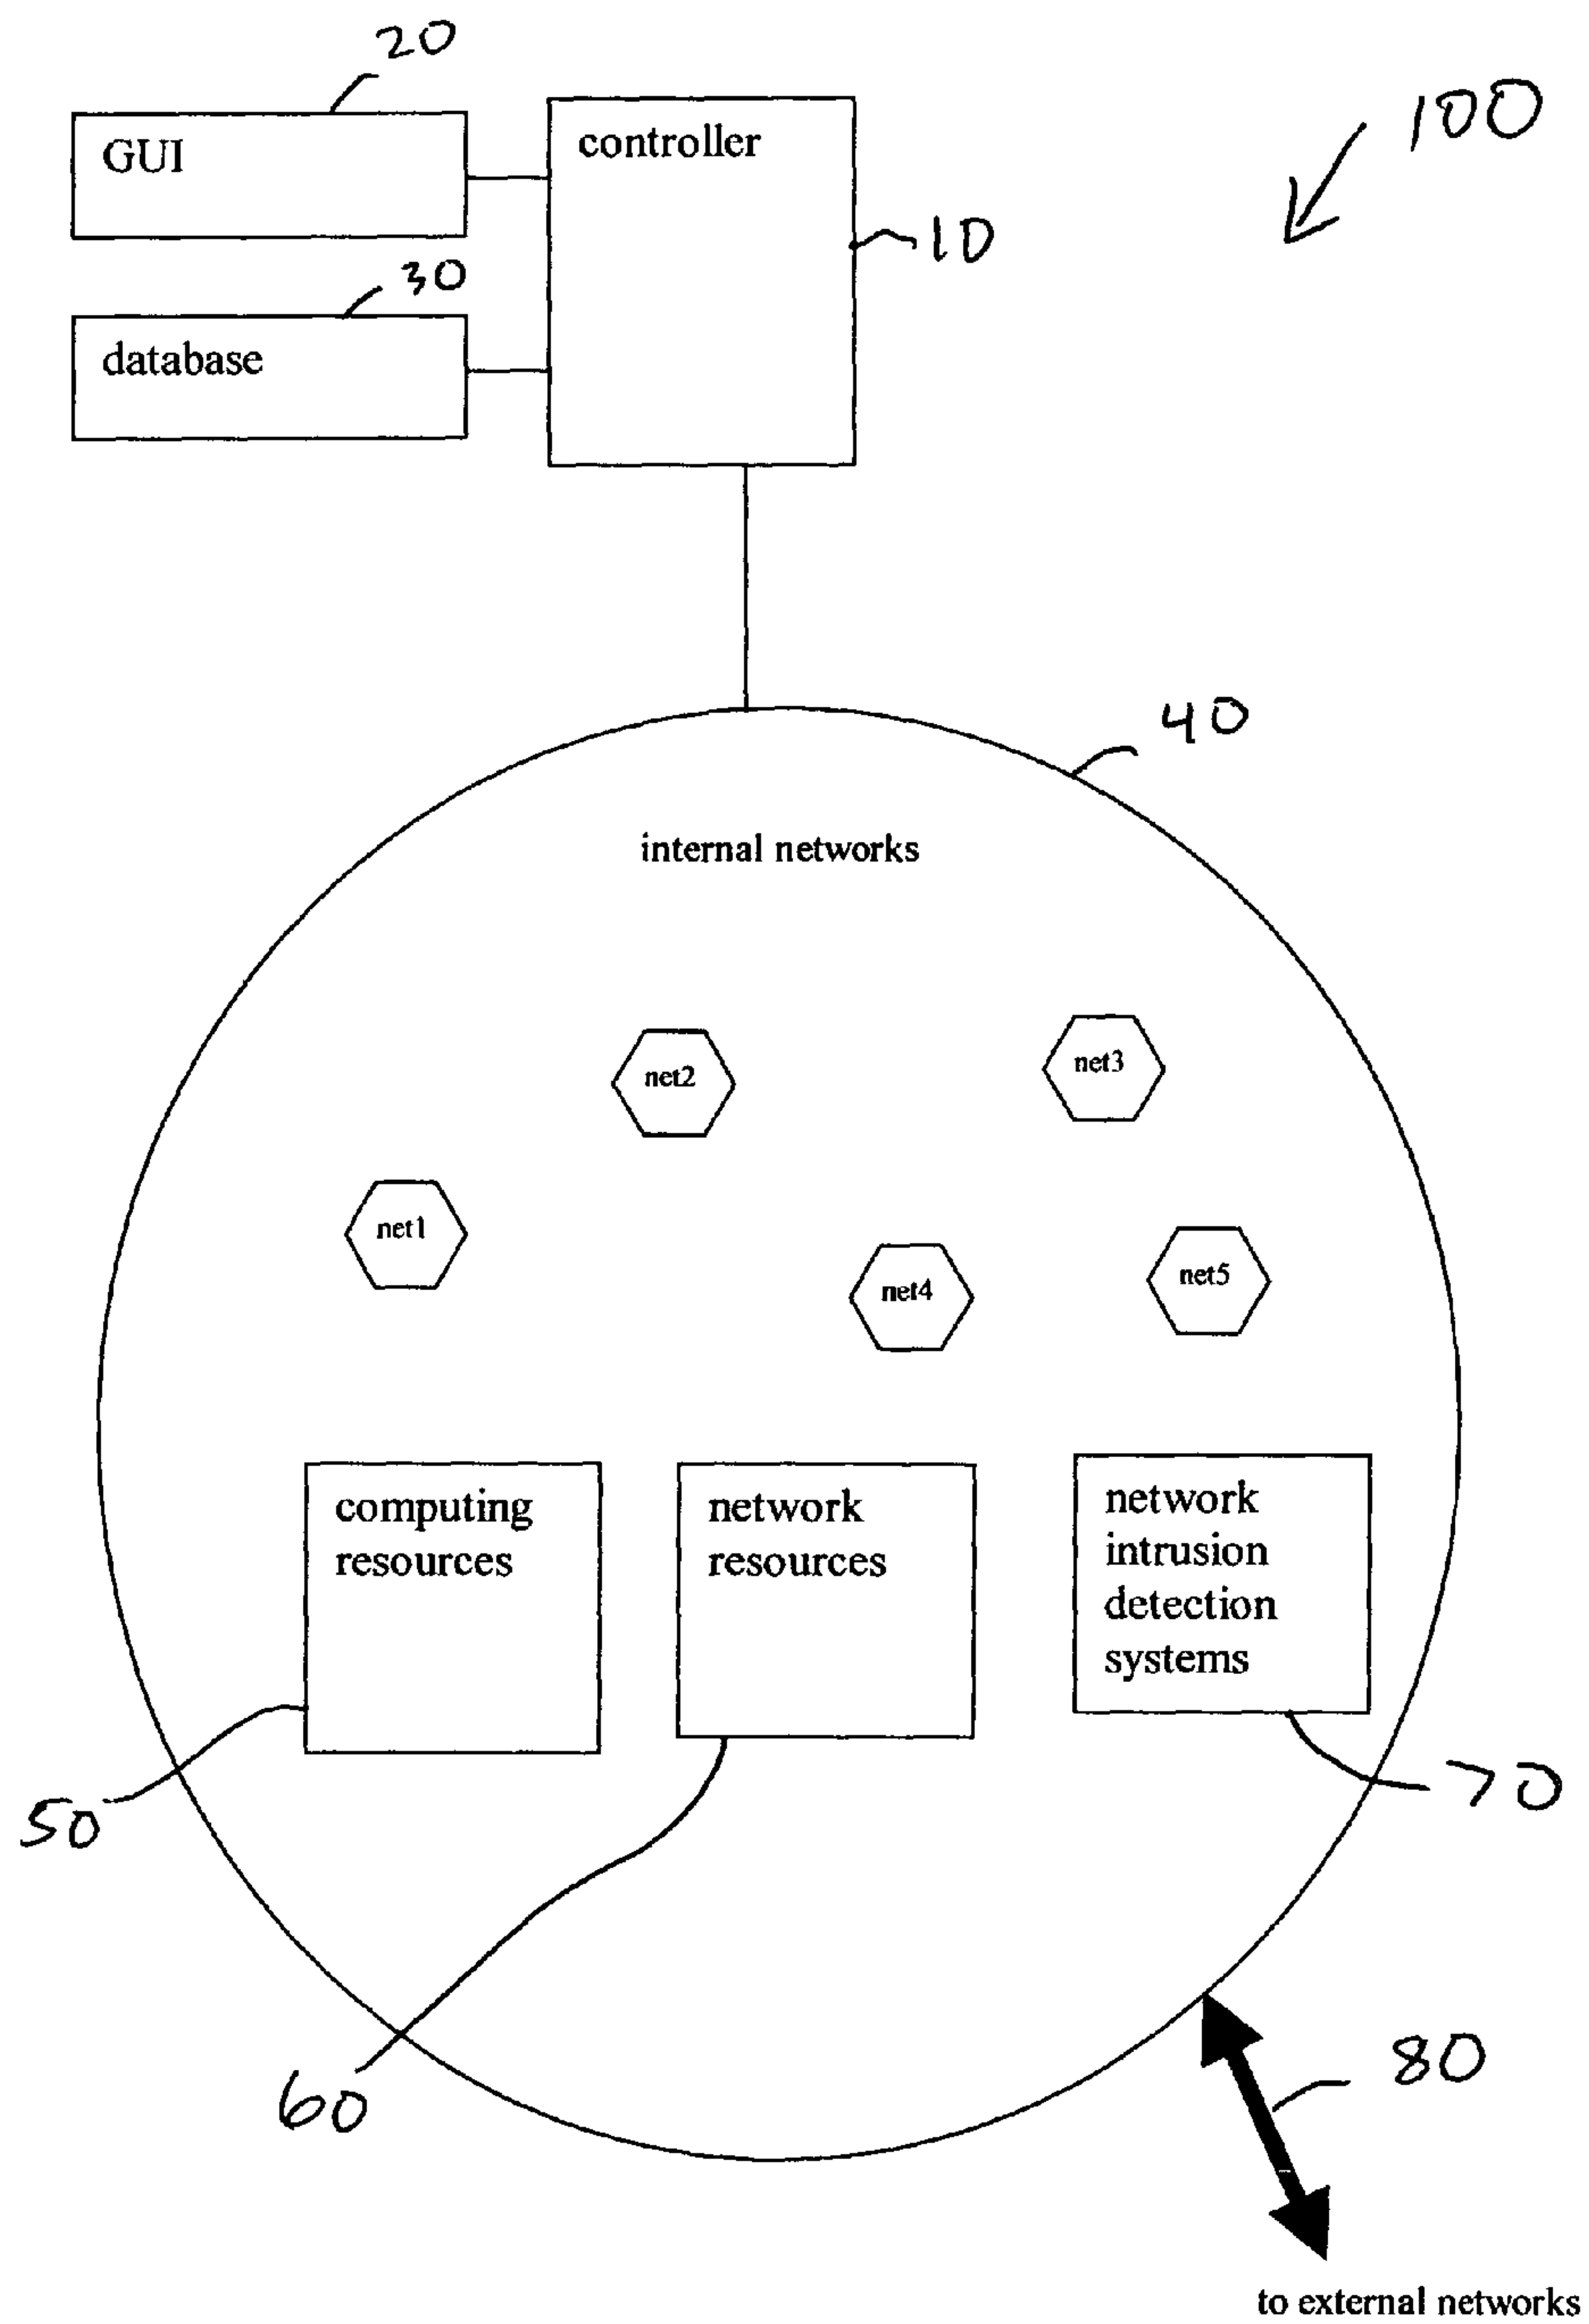 20
GUI
controller
100
10
30
database
40
internal networks
net2
net3
net1
net4
net5
computing
resources
network
resources
network
intrusion
detection
systems
50
70
60
80
to external networks